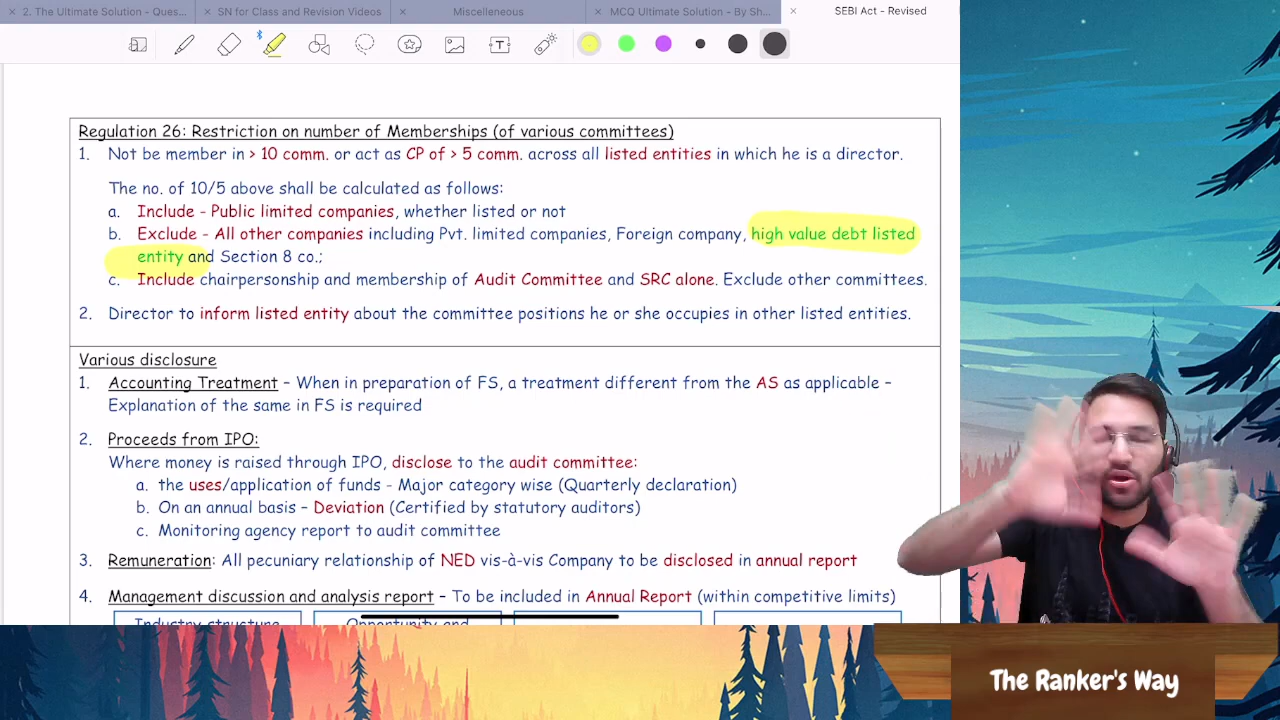 2. The Ultimate Solution - Ques...
SN for Class and Revision Videos
Miscellaneous
MCQ Ultimate Solution - By Sh...
SEBI Act - Revised
Regulation 26: Restriction on number of Memberships (of various committees)
1. Not be member in > 10 comm. or act as CP of > 5 comm. across all listed entities in which he is a director.
The no. of 10/5 above shall be calculated as follows:
a. Include - Public limited companies, whether listed or not
b. Exclude - All other companies including Pvt. limited companies, Foreign company, high value debt listed
entity and Section 8 co.;
c. Include chairpersonship and membership of Audit Committee and SRC alone. Exclude other committees.
2. Director to inform listed entity about the committee positions he or she occupies in other listed entities.
Various disclosure
1. Accounting Treatment – When in preparation of FS, a treatment different from the AS as applicable –
Explanation of the same in FS is required
2. Proceeds from IPO:
Where money is raised through IPO, disclose to the audit committee:
a. the uses/application of funds - Major category wise (Quarterly declaration)
b. On an annual basis – Deviation (Certified by statutory auditors)
c. Monitoring agency report to audit committee
3. Remuneration: All pecuniary relationship of NED vis-à-vis Company to be disclosed in annual report
4. Management discussion and analysis report – To be included in Annual Report (within competitive limits)
Industry structure
Opportunity and
The Ranker's Way